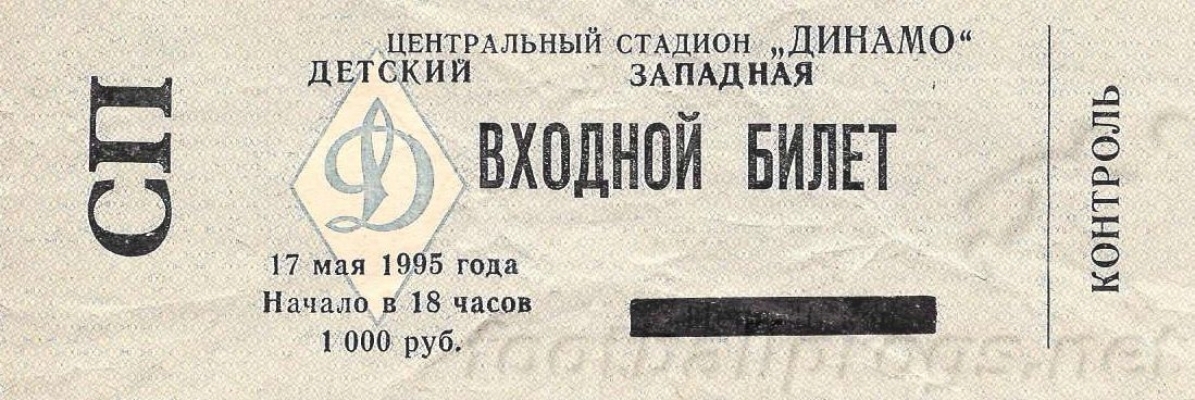 СП
ЦЕНТРАЛЬНЫЙ СТАДИОН „ДИНАМО“
ДЕТСКИЙ ЗАПАДНАЯ
Д
ВХОДНОЙ БИЛЕТ
17 мая 1995 года
Начало в 18 часов
1 000 руб.
КОНТРОЛЬ